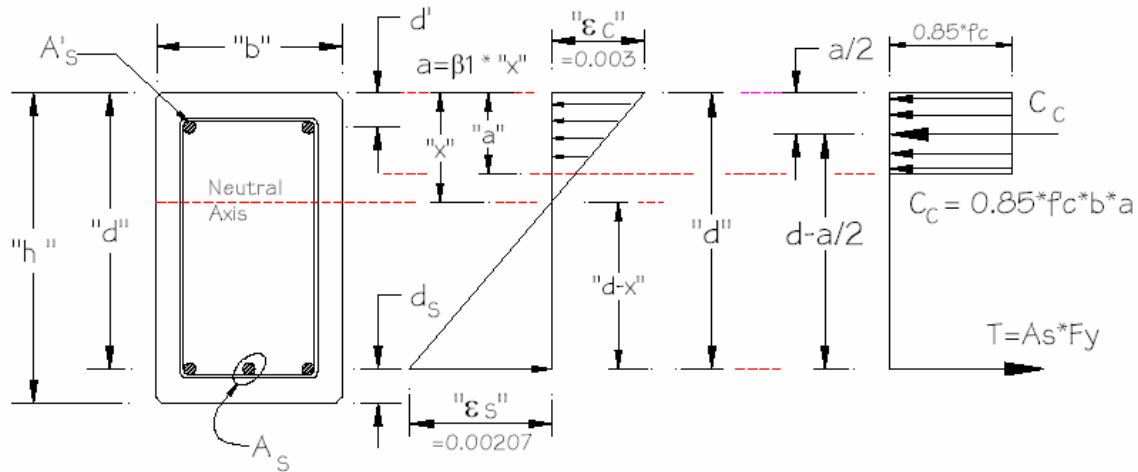 A's
"b"
d'
a=β1 * "x"
"εC"
=0.003
a/2
0.85*f'c
"h"
"d"
Neutral
Axis
"x"
"a"
"d"
d-a/2
CC
CC = 0.85*f'c*b*a
"d-x"
dS
T=As*Fy
"εS"
=0.00207
AS